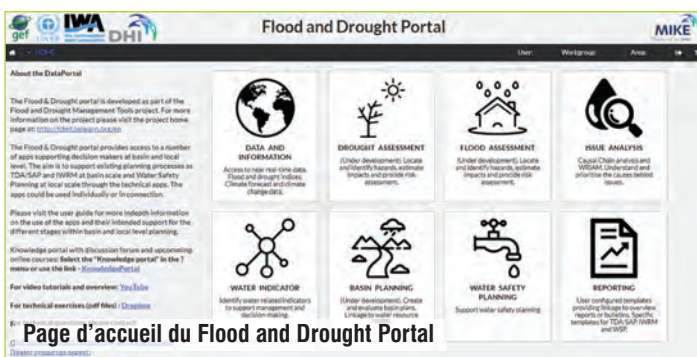 gef
IWA
DHI
Flood and Drought Portal
MIKE
HOME
User:
Workgroup:
Area:
About the DataPortal
The Flood & Drought portal is developed as part of the
Flood and Drought Management Tools project. For more
information on the project please visit the project home
page at: http://fdmt.iwlearn.org/en
The Flood & Drought portal provides access to a number
of apps supporting decision makers at basin and local
level. The aim is to support existing planning processes as
TDA/SAP and IWRM at basin scale and Water Safety
Planning at local scale through the technical apps. The
apps could be used individually or in connection.
Please visit the user guide for more indepth information
on the use of the apps and their intended support for the
different stages within basin and local level planning.
Knowledge portal with discussion forum and upcomming
online courses: Select the "Knowledge portal" in the ?
menu or use the link - KnowledgePortal
For video tutorials and overview: YouTube
For technical exercises (pdf files) - Dropbox
DATA AND
INFORMATION
Access to near real-time data.
Flood and drought indices.
Climate forecast and climate
change data.
DROUGHT ASSESSMENT
(Under development). Locate
and identify hazards, estimate
impacts and provide risk
assessment.
FLOOD ASSESSMENT
(Under development). Locate
and identify hazards, estimate
impacts and provide risk
assessment.
ISSUE ANALYSIS
Causal Chain analysis and
WRIAM. Understand and
prioritise the causes behind
issues.
WATER INDICATOR
Identify water related indicators
to support management and
decision making.
BASIN PLANNING
(Under development). Create
and evaluate basin plans.
Linkage to water resource
WATER SAFETY
PLANNING
Support water safety planning
REPORTING
User configured templates
providing linkage to overview
reports or bulletins. Specific
templates for TDA/SAP, IWRM
and WSP.
Page d'accueil du Flood and Drought Portal